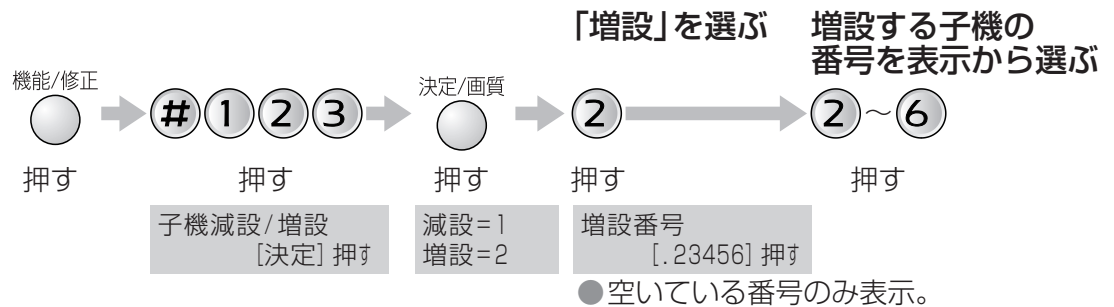 「増設」を選ぶ
増設する子機の
番号を表示から選ぶ
機能/修正
#123
決定/画質
2
2~6
押す
押す
押す
押す
押す
子機減設/増設
[決定] 押す
減設=1
増設=2
増設番号
[.23456] 押す
●空いている番号のみ表示。